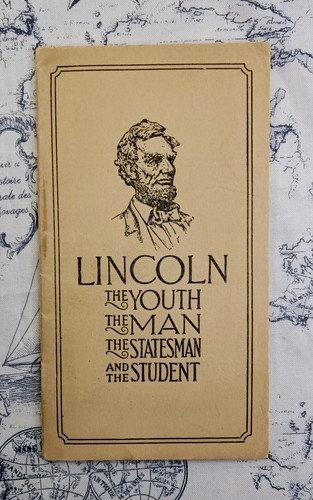 LINCOLN
THE YOUTH
THE MAN
THE STATESMAN
AND THE STUDENT